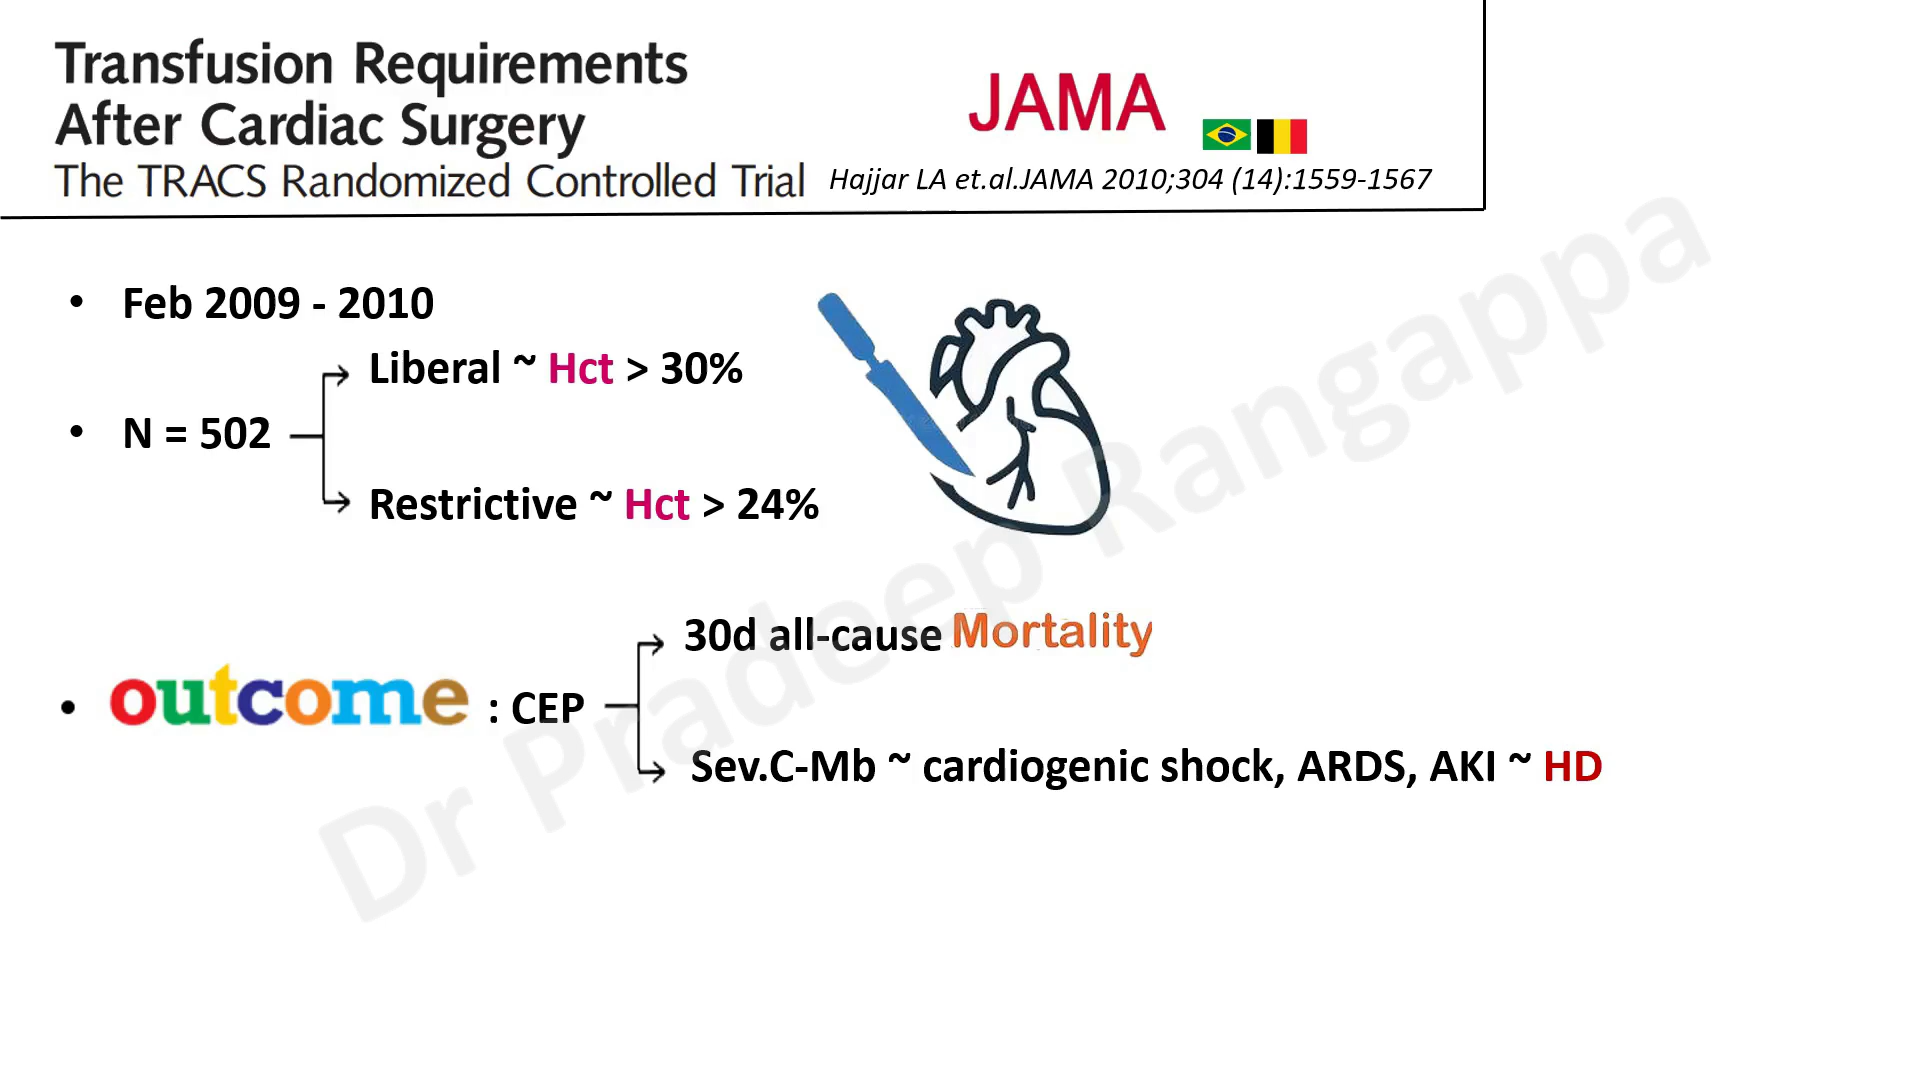 Transfusion Requirements
After Cardiac Surgery
The TRACS Randomized Controlled Trial
JAMA
Hajjar LA et.al.JAMA 2010;304 (14):1559-1567
• Feb 2009 - 2010
Liberal ~ Hct > 30%
• N = 502
Restrictive ~ Hct > 24%
30d all-cause Mortality
• outcome : CEP
Sev.C-Mb ~ cardiogenic shock, ARDS, AKI ~ HD
Dr Pradeep Rangappa